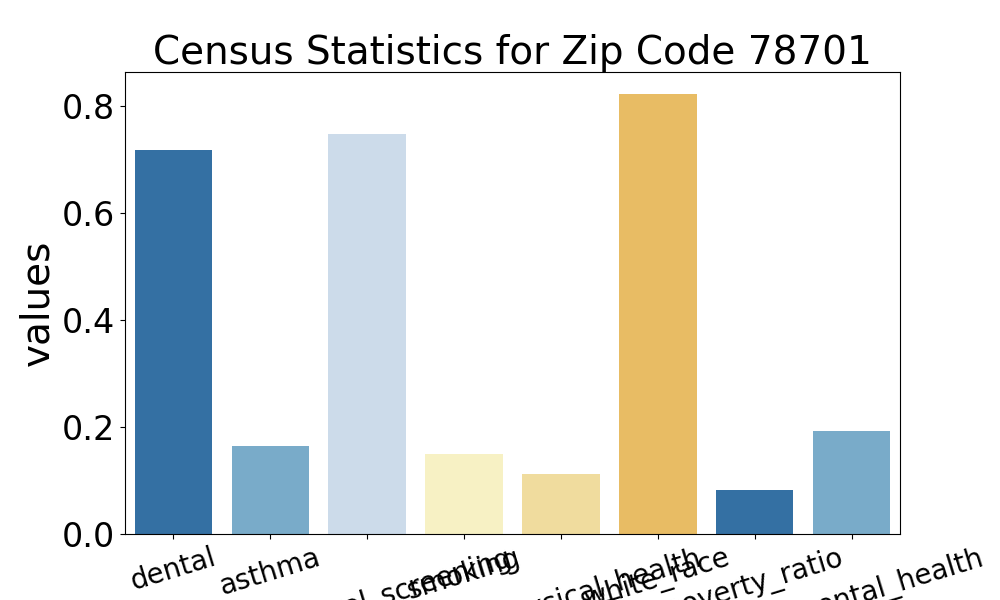 Census Statistics for Zip Code 78701
values
0.8
0.6
0.4
0.2
0.0
dental
asthma
smoking
white_race